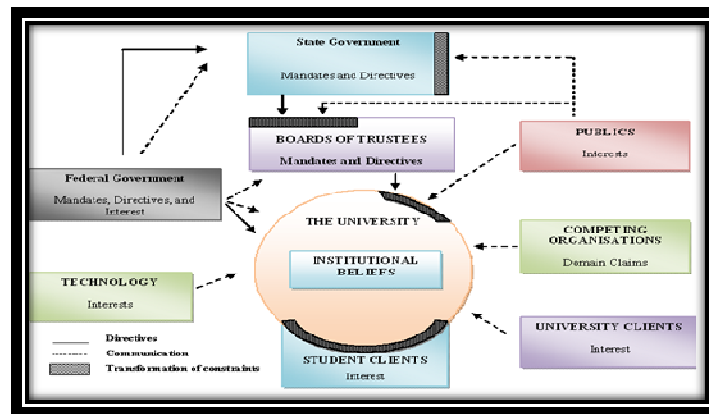 State Government
Mandates and Directives
BOARDS OF TRUSTEES
Mandates and Directives
PUBLICS
Interests
Federal Government
Mandates, Directives, and
Interest
THE UNIVERSITY
INSTITUTIONAL
BELIEFS
COMPETING
ORGANISATIONS
Domain Claims
TECHNOLOGY
Interests
UNIVERSITY CLIENTS
Interest
STUDENT CLIENTS
Interest
Directives
Communication
Transformation of constraints